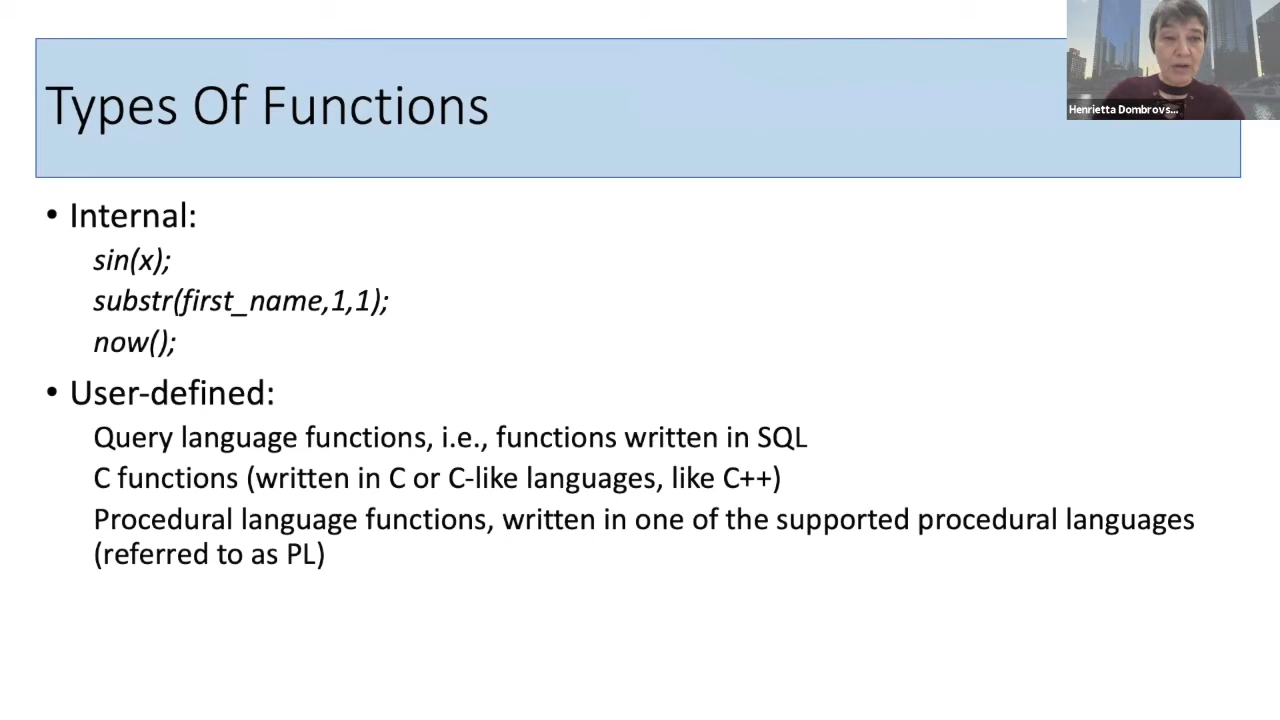 Types Of Functions
Henrietta Dombrovs...
• Internal:
sin(x);
substr(first_name,1,1);
now();
• User-defined:
Query language functions, i.e., functions written in SQL
C functions (written in C or C-like languages, like C++)
Procedural language functions, written in one of the supported procedural languages
(referred to as PL)